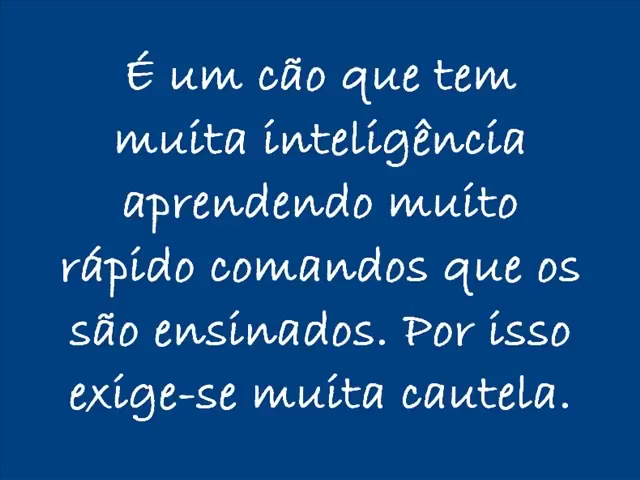 É um cão que tem
muita inteligência
aprendendo muito
rápido comandos que os
são ensinados. Por isso
exige-se muita cautela.